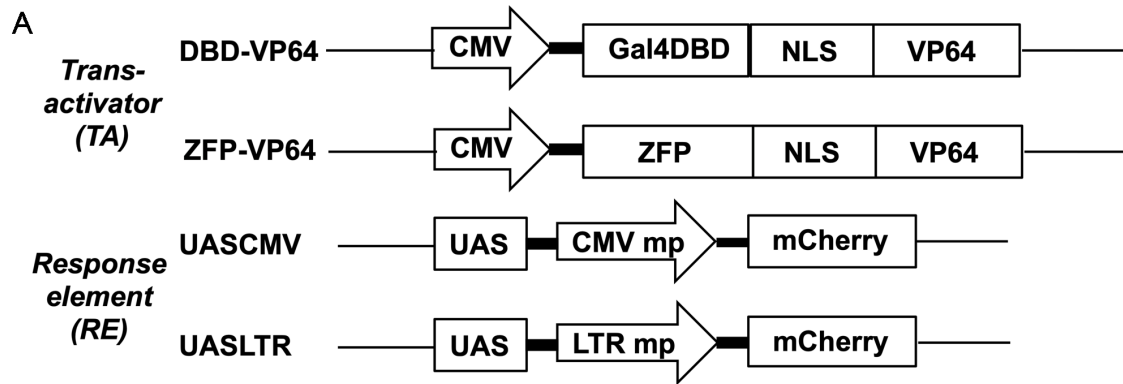 A
Trans-
activator
(TA)
DBD-VP64 CMV Gal4DBD NLS VP64
ZFP-VP64 CMV ZFP NLS VP64
Response
element
(RE)
UASCMV UAS CMV mp mCherry
UASLTR UAS LTR mp mCherry